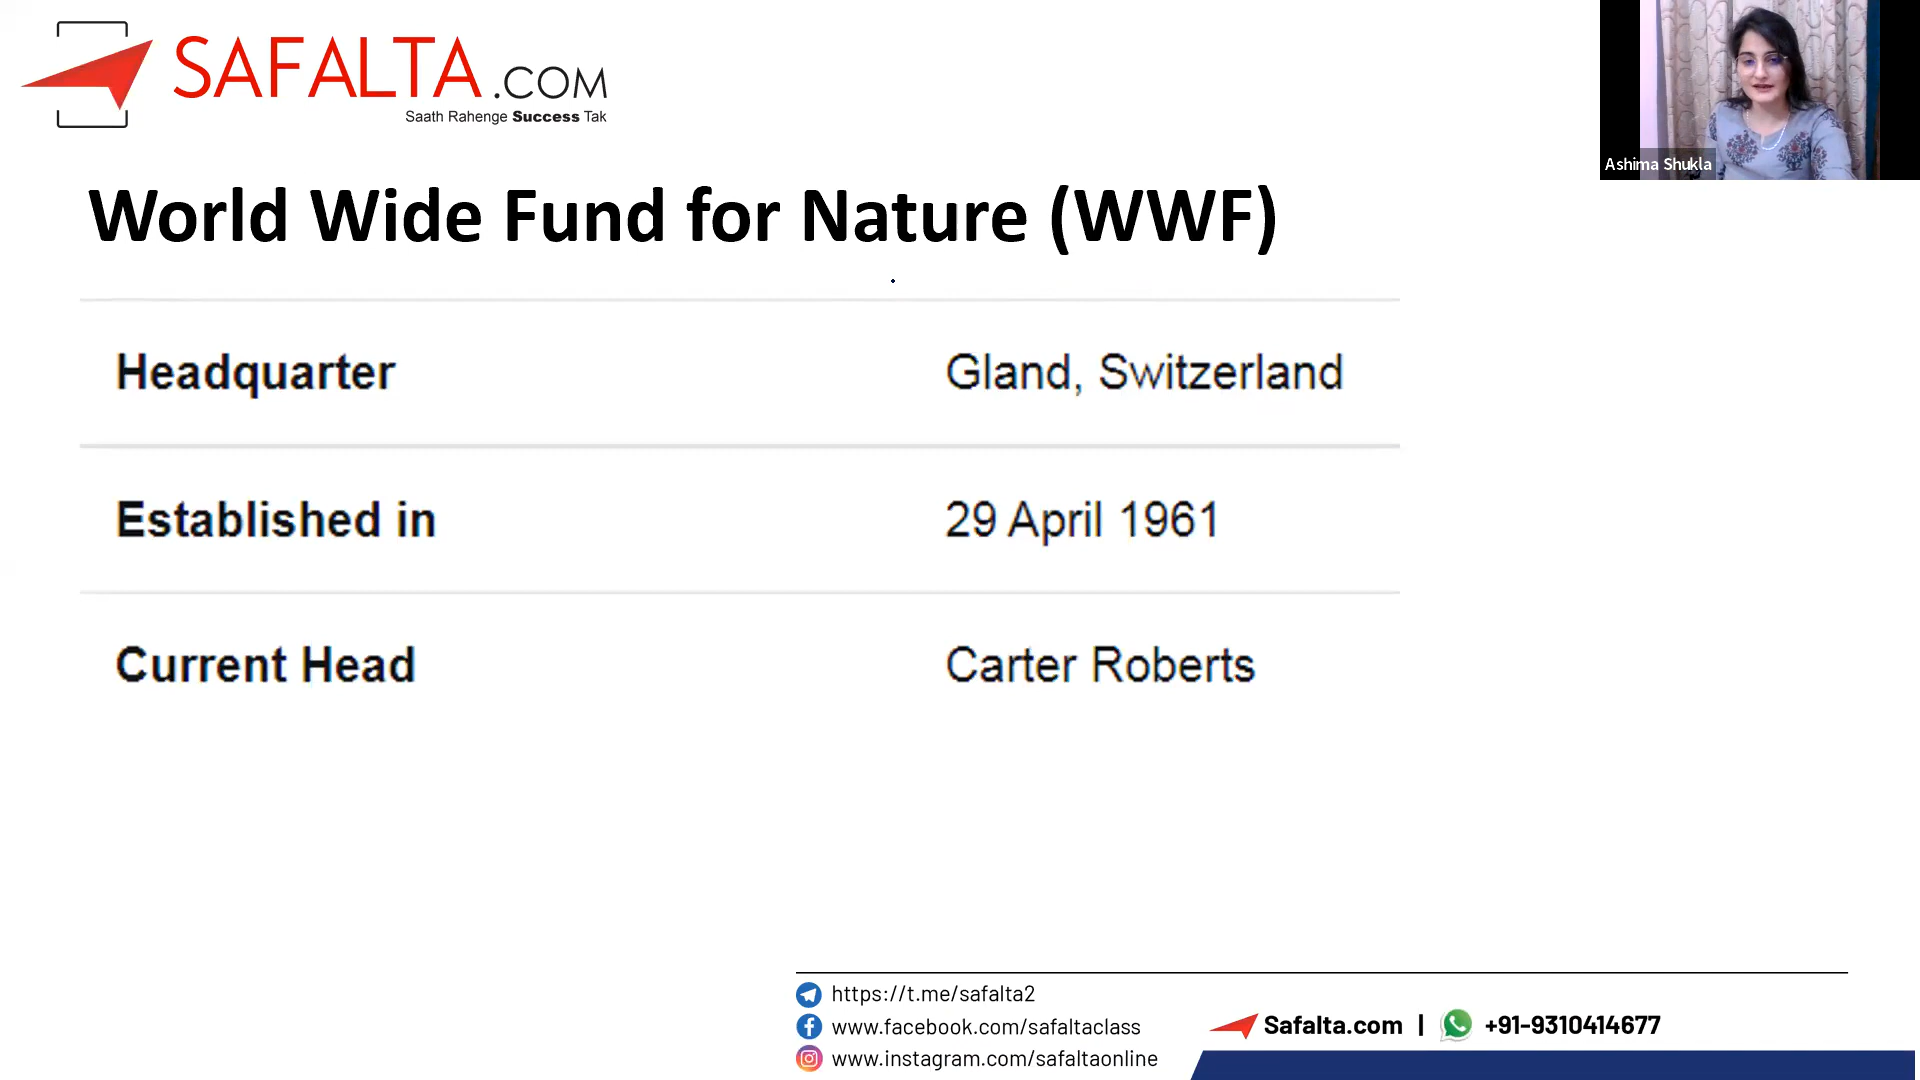 SAFALTA.COM
Saath Rahenge Success Tak
Ashima Shukla
World Wide Fund for Nature (WWF)
Headquarter Gland, Switzerland
Established in 29 April 1961
Current Head Carter Roberts
https://t.me/safalta2
www.facebook.com/safaltaclass
www.instagram.com/safaltaonline
Safalta.com | +91-9310414677